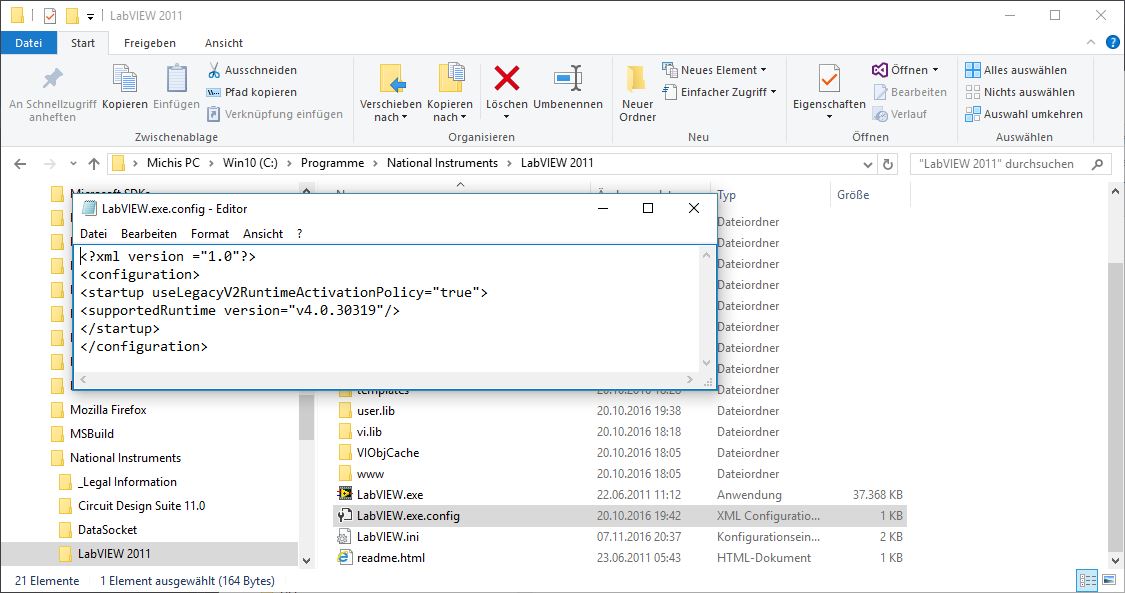 LabVIEW 2011
Datei Start Freigeben Ansicht
An Schnellzugriff anheften
Kopieren
Einfügen
Ausschneiden
Pfad kopieren
Verknüpfung einfügen
Zwischenablage
Verschieben nach
Kopieren nach
Löschen
Umbenennen
Organisieren
Neuer Ordner
Neues Element
Einfacher Zugriff
Neu
Eigenschaften
Öffnen
Bearbeiten
Verlauf
Öffnen
Alles auswählen
Nichts auswählen
Auswahl umkehren
Auswählen
Michis PC > Win10 (C:) > Programme > National Instruments > LabVIEW 2011
"LabVIEW 2011" durchsuchen
Typ Größe
LabVIEW.exe.config - Editor
Datei Bearbeiten Format Ansicht ?
<?xml version ="1.0"?>
<configuration>
<startup useLegacyV2RuntimeActivationPolicy="true">
<supportedRuntime version="v4.0.30319"/>
</startup>
</configuration>
Dateiordner
Dateiordner
Dateiordner
Dateiordner
Dateiordner
Dateiordner
Dateiordner
Dateiordner
Dateiordner
user.lib 20.10.2016 19:38 Dateiordner
vi.lib 20.10.2016 18:18 Dateiordner
VIObjCache 20.10.2016 18:05 Dateiordner
www 20.10.2016 18:05 Dateiordner
LabVIEW.exe 22.06.2011 11:12 Anwendung 37.368 KB
LabVIEW.exe.config 20.10.2016 19:42 XML Configuratio... 1 KB
LabVIEW.ini 07.11.2016 20:37 Konfigurationsein... 2 KB
readme.html 23.06.2011 05:43 HTML-Dokument 1 KB
Mozilla Firefox
MSBuild
National Instruments
_Legal Information
Circuit Design Suite 11.0
DataSocket
LabVIEW 2011
21 Elemente 1 Element ausgewählt (164 Bytes)